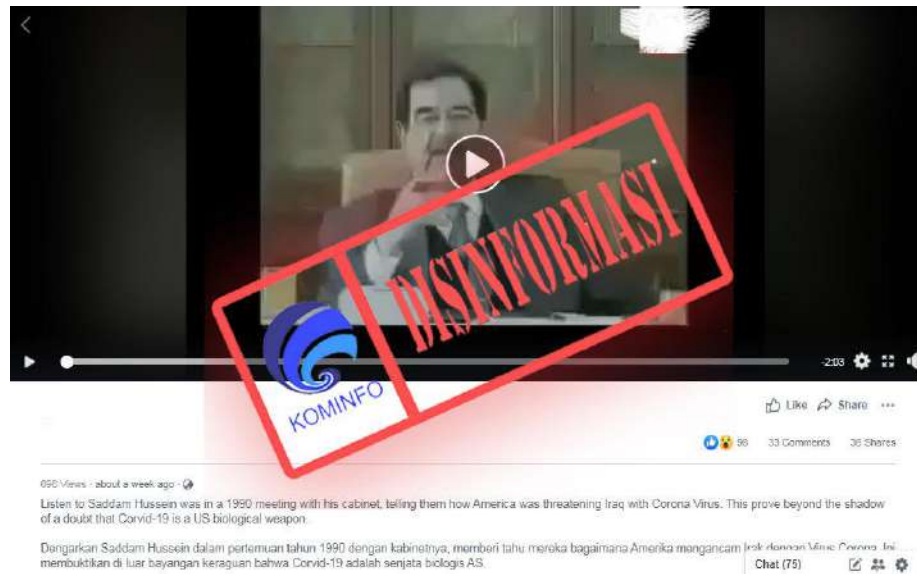 DISINFORMASI
KOMINFO
-2:03
Like Share
98 33 Comments 36 Shares
698 Views · about a week ago ·
Listen to Saddam Hussein was in a 1990 meeting with his cabinet, telling them how America was threatening Iraq with Corona Virus. This prove beyond the shadow
of a doubt that Corvid-19 is a US biological weapon.
Dengarkan Saddam Hussein dalam pertemuan tahun 1990 dengan kabinetnya, memberi tahu mereka bagaimana Amerika mengancam Irak dengan Virus Corona. Ini
membuktikan di luar bayangan keraguan bahwa Corvid-19 adalah senjata biologis AS.
Chat (75)